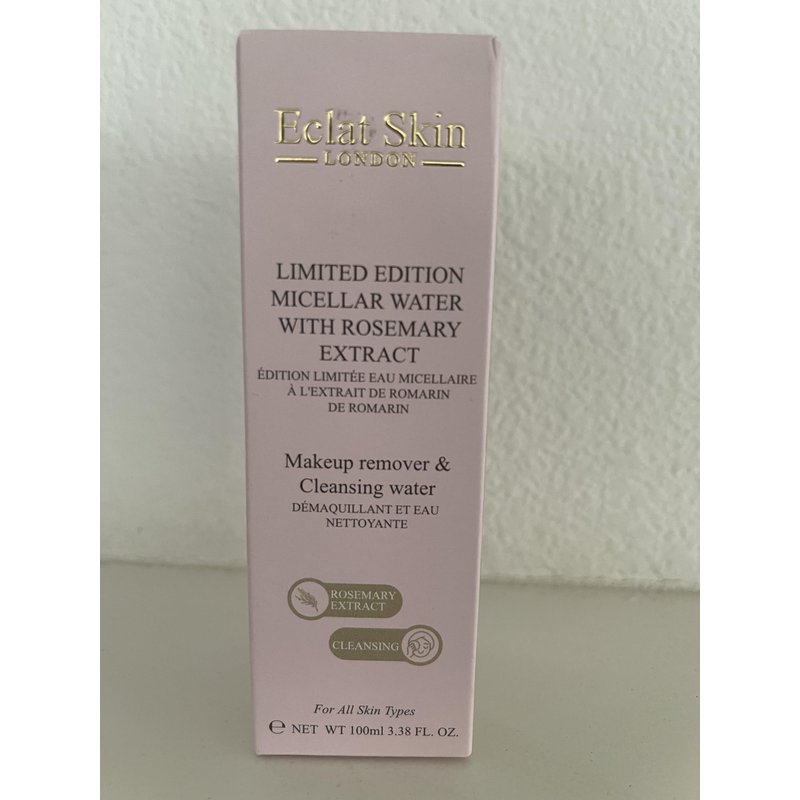 Eclat Skin
LONDON
LIMITED EDITION
MICELLAR WATER
WITH ROSEMARY
EXTRACT
ÉDITION LIMITÉE EAU MICELLAIRE
À L'EXTRAIT DE ROMARIN
DE ROMARIN
Makeup remover &
Cleansing water
DÉMAQUILLANT ET EAU
NETTOYANTE
ROSEMARY
EXTRACT
CLEANSING
For All Skin Types
℮ NET WT 100ml 3.38 FL. OZ.